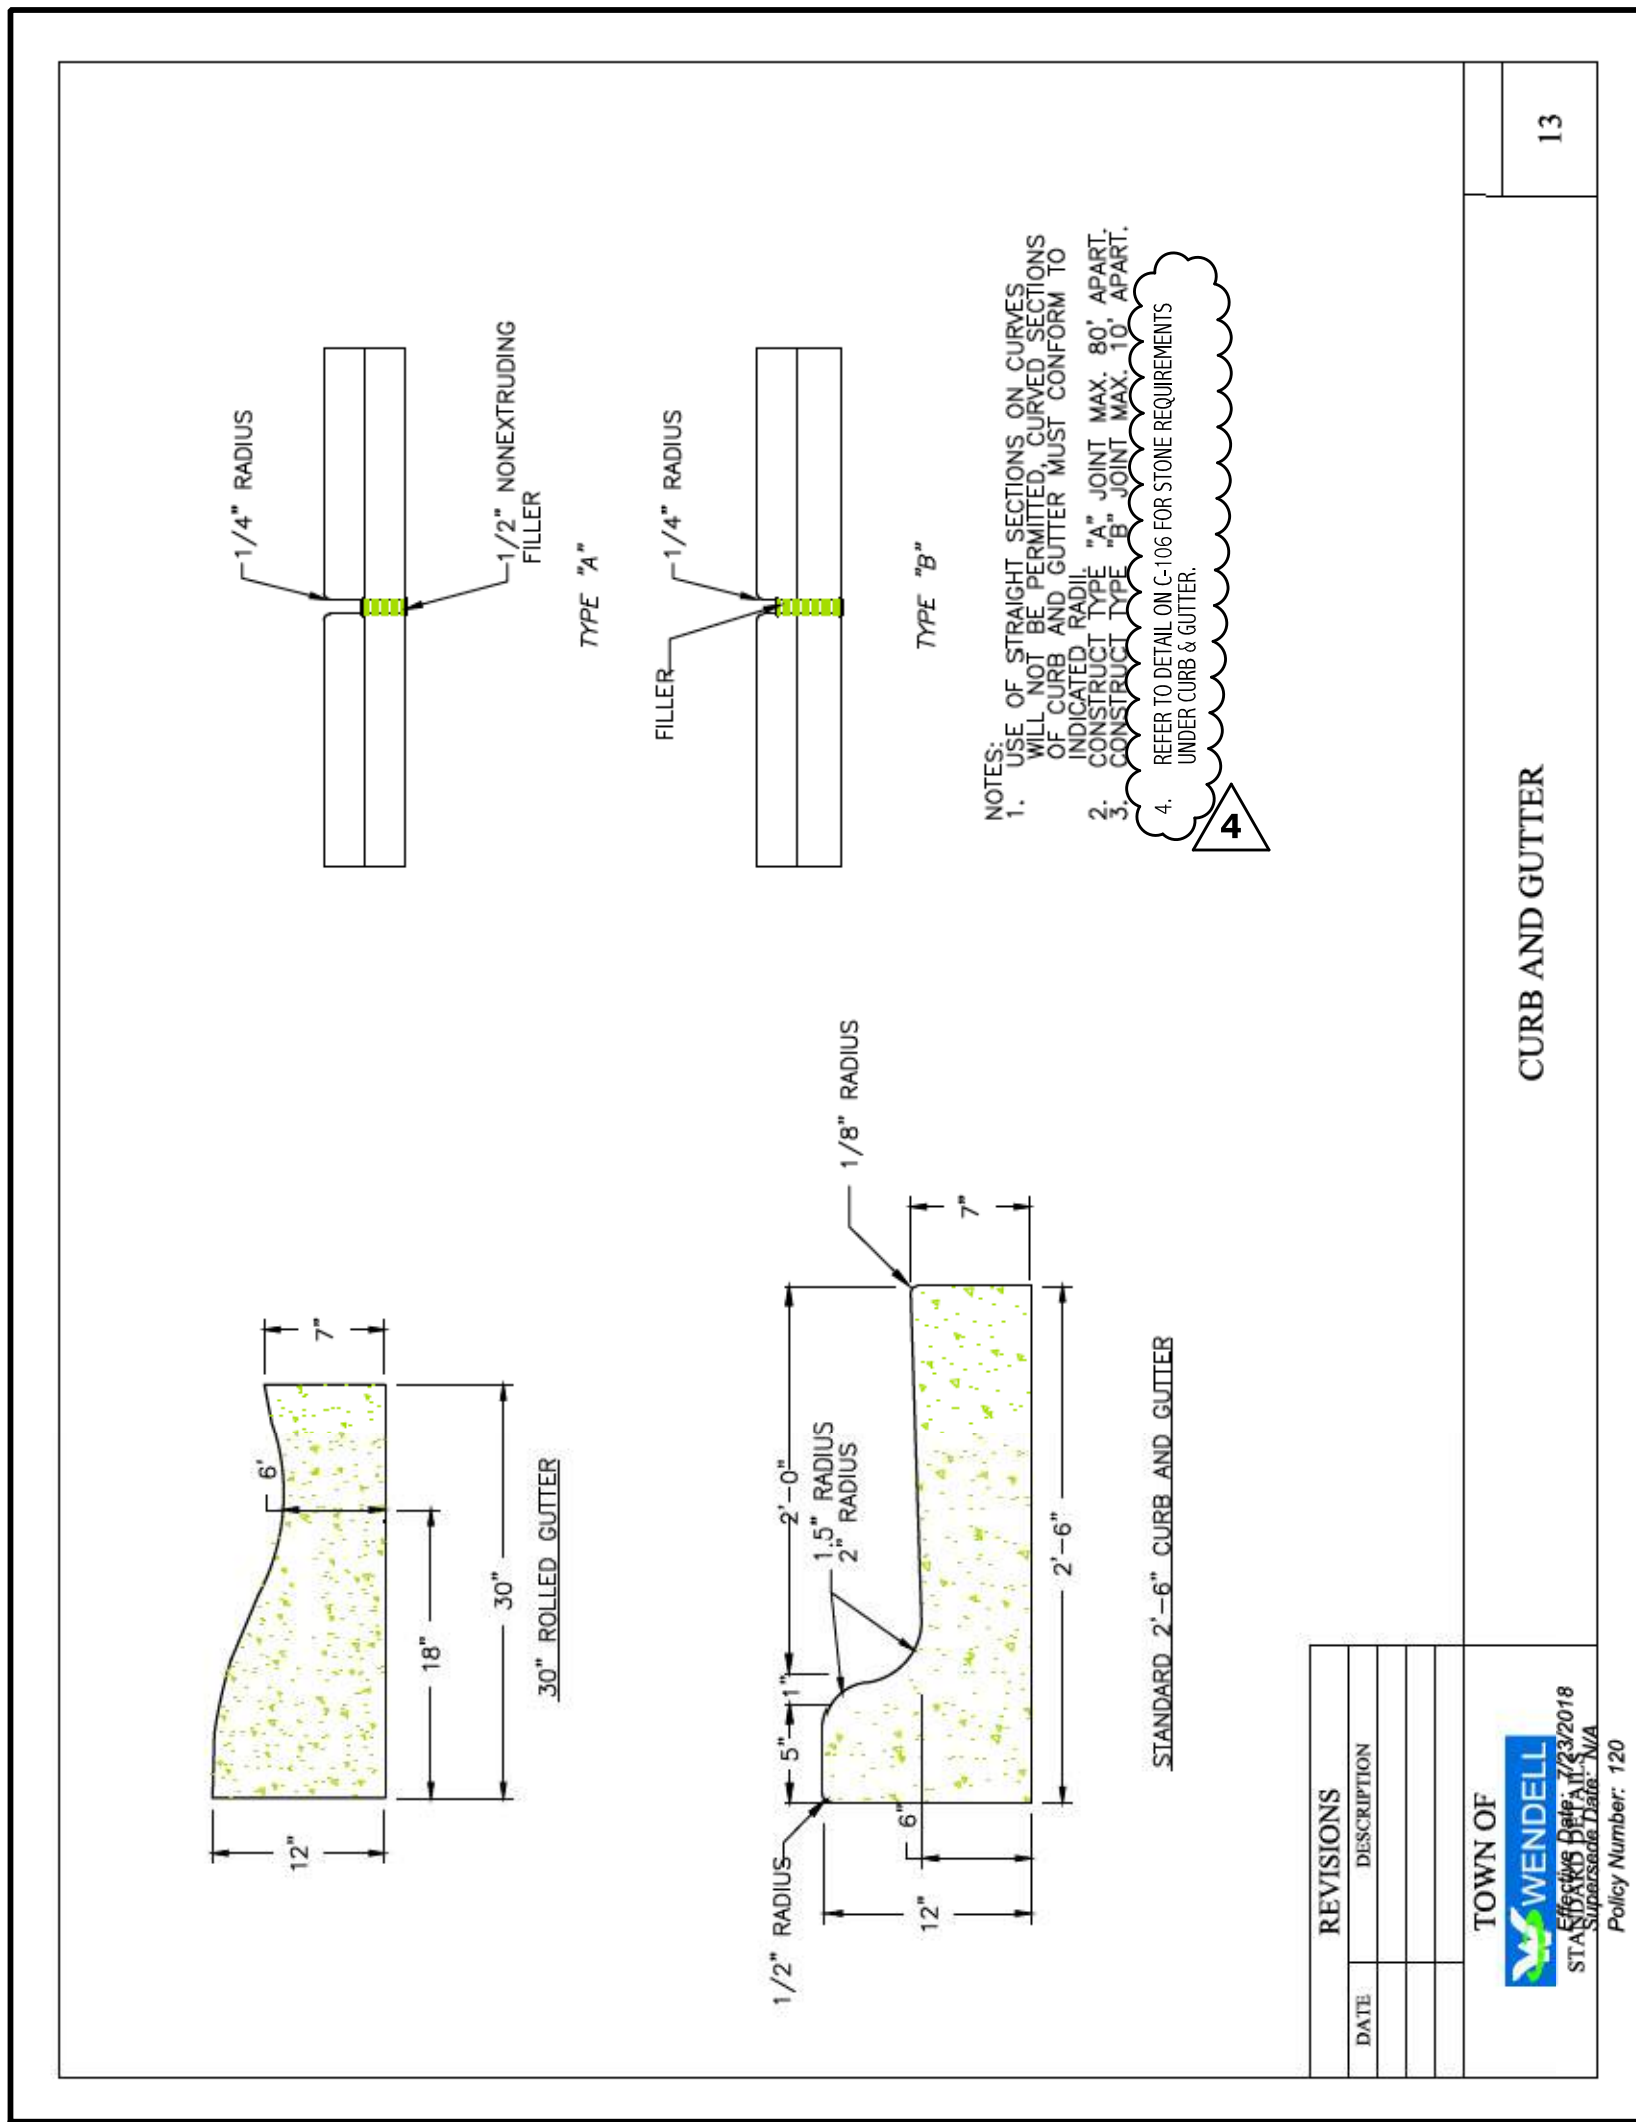 12"
6'
7"
18"
30"
30" ROLLED GUTTER
1/4" RADIUS
1/2" NONEXTRUDING
FILLER
TYPE "A"
FILLER
1/4" RADIUS
TYPE "B"
1/2" RADIUS
5"
1"
2'-0"
1.5" RADIUS
2" RADIUS
1/8" RADIUS
12"
6"
7"
2'-6"
STANDARD 2'-6" CURB AND GUTTER
NOTES:
1. USE OF STRAIGHT SECTIONS ON CURVES
WILL NOT BE PERMITTED, CURVED SECTIONS
OF CURB AND GUTTER MUST CONFORM TO
INDICATED RADII.
2. CONSTRUCT TYPE "A" JOINT MAX. 80' APART.
3. CONSTRUCT TYPE "B" JOINT MAX. 10' APART.
4. REFER TO DETAIL ON C-106 FOR STONE REQUIREMENTS
UNDER CURB & GUTTER.
4
REVISIONS
DATE DESCRIPTION
TOWN OF
WENDELL
STANDARD DETAILS
Effective Date: 7/23/2018
Supersede Date: N/A
Policy Number: 120
CURB AND GUTTER
13